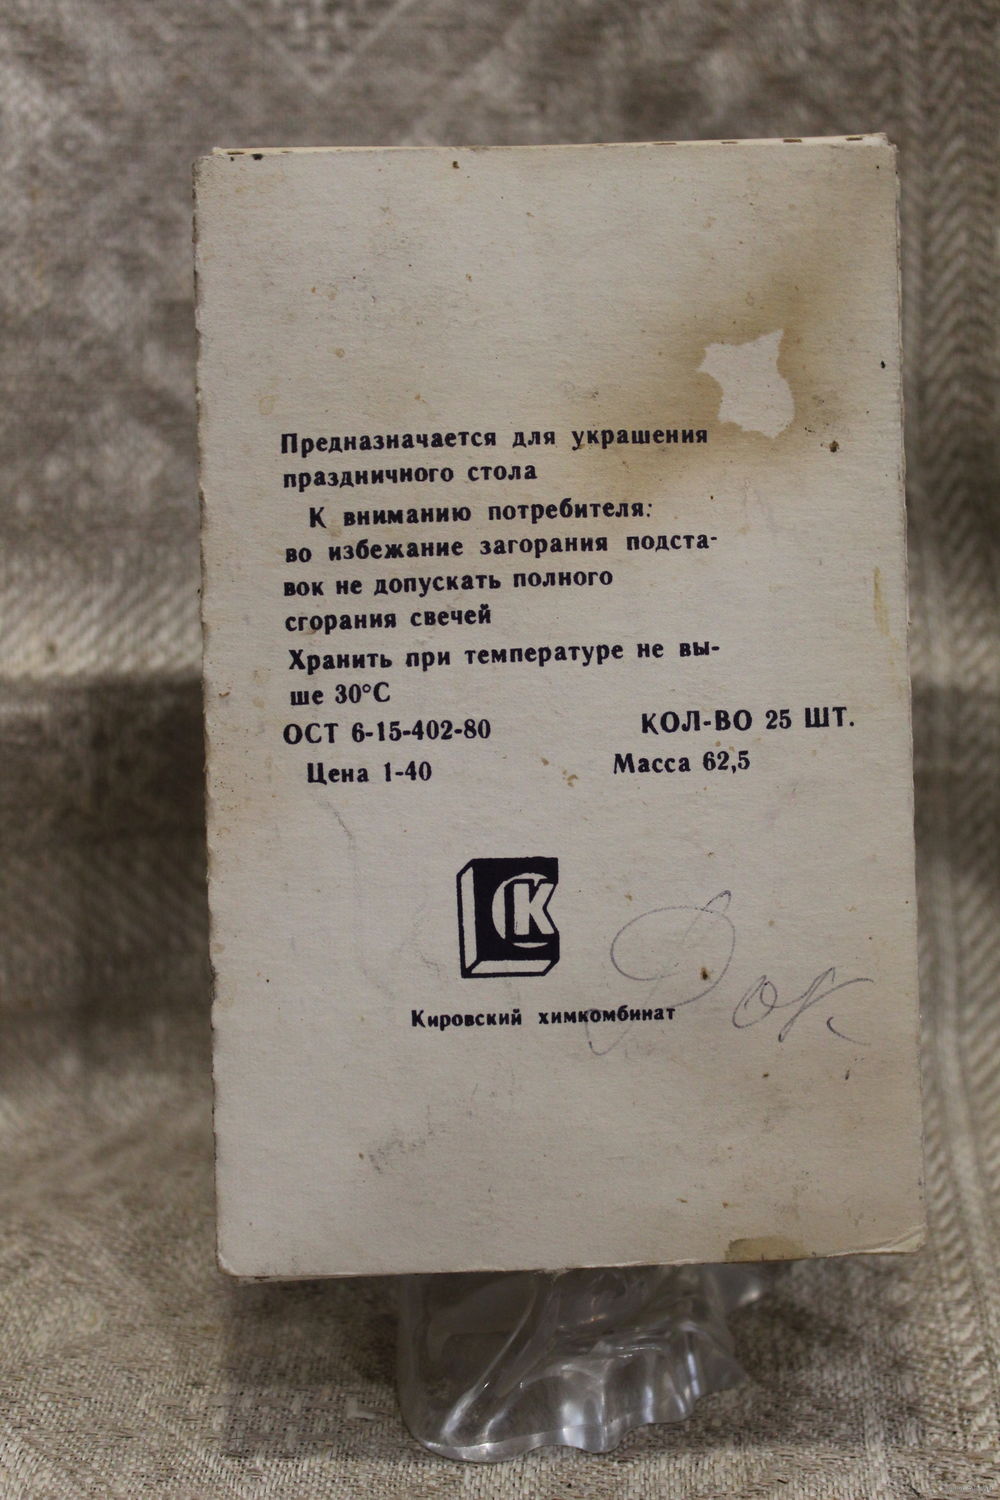 Предназначается для украшения
праздничного стола
К вниманию потребителя:
во избежание загорания подста-
вок не допускать полного
сгорания свечей
Хранить при температуре не вы-
ше 30°С
ОСТ 6-15-402-80 КОЛ-ВО 25 ШТ.
Цена 1-40 Масса 62,5
СК
Кировский химкомбинат